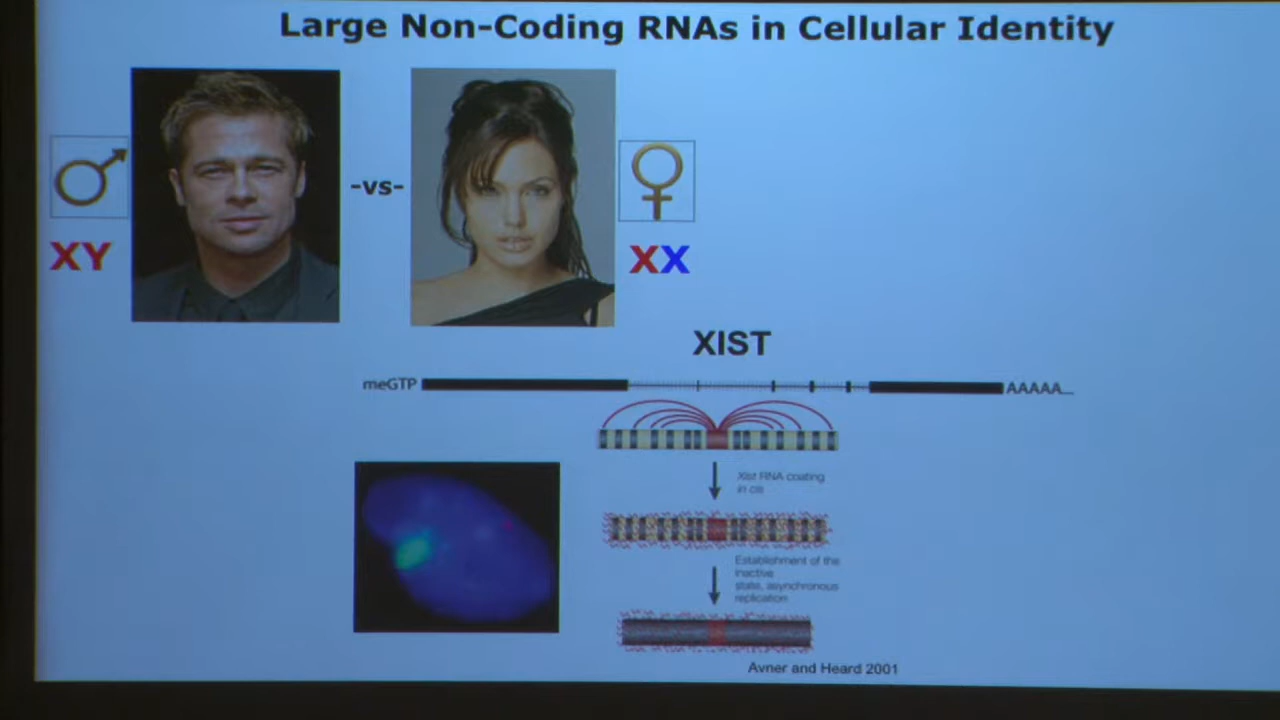 Large Non-Coding RNAs in Cellular Identity
-vs-
XY
XX
XIST
meGTP
AAAAA...
Xist RNA coating
in cis
Establishment of the
inactive
state, asynchronous
replication
Avner and Heard 2001